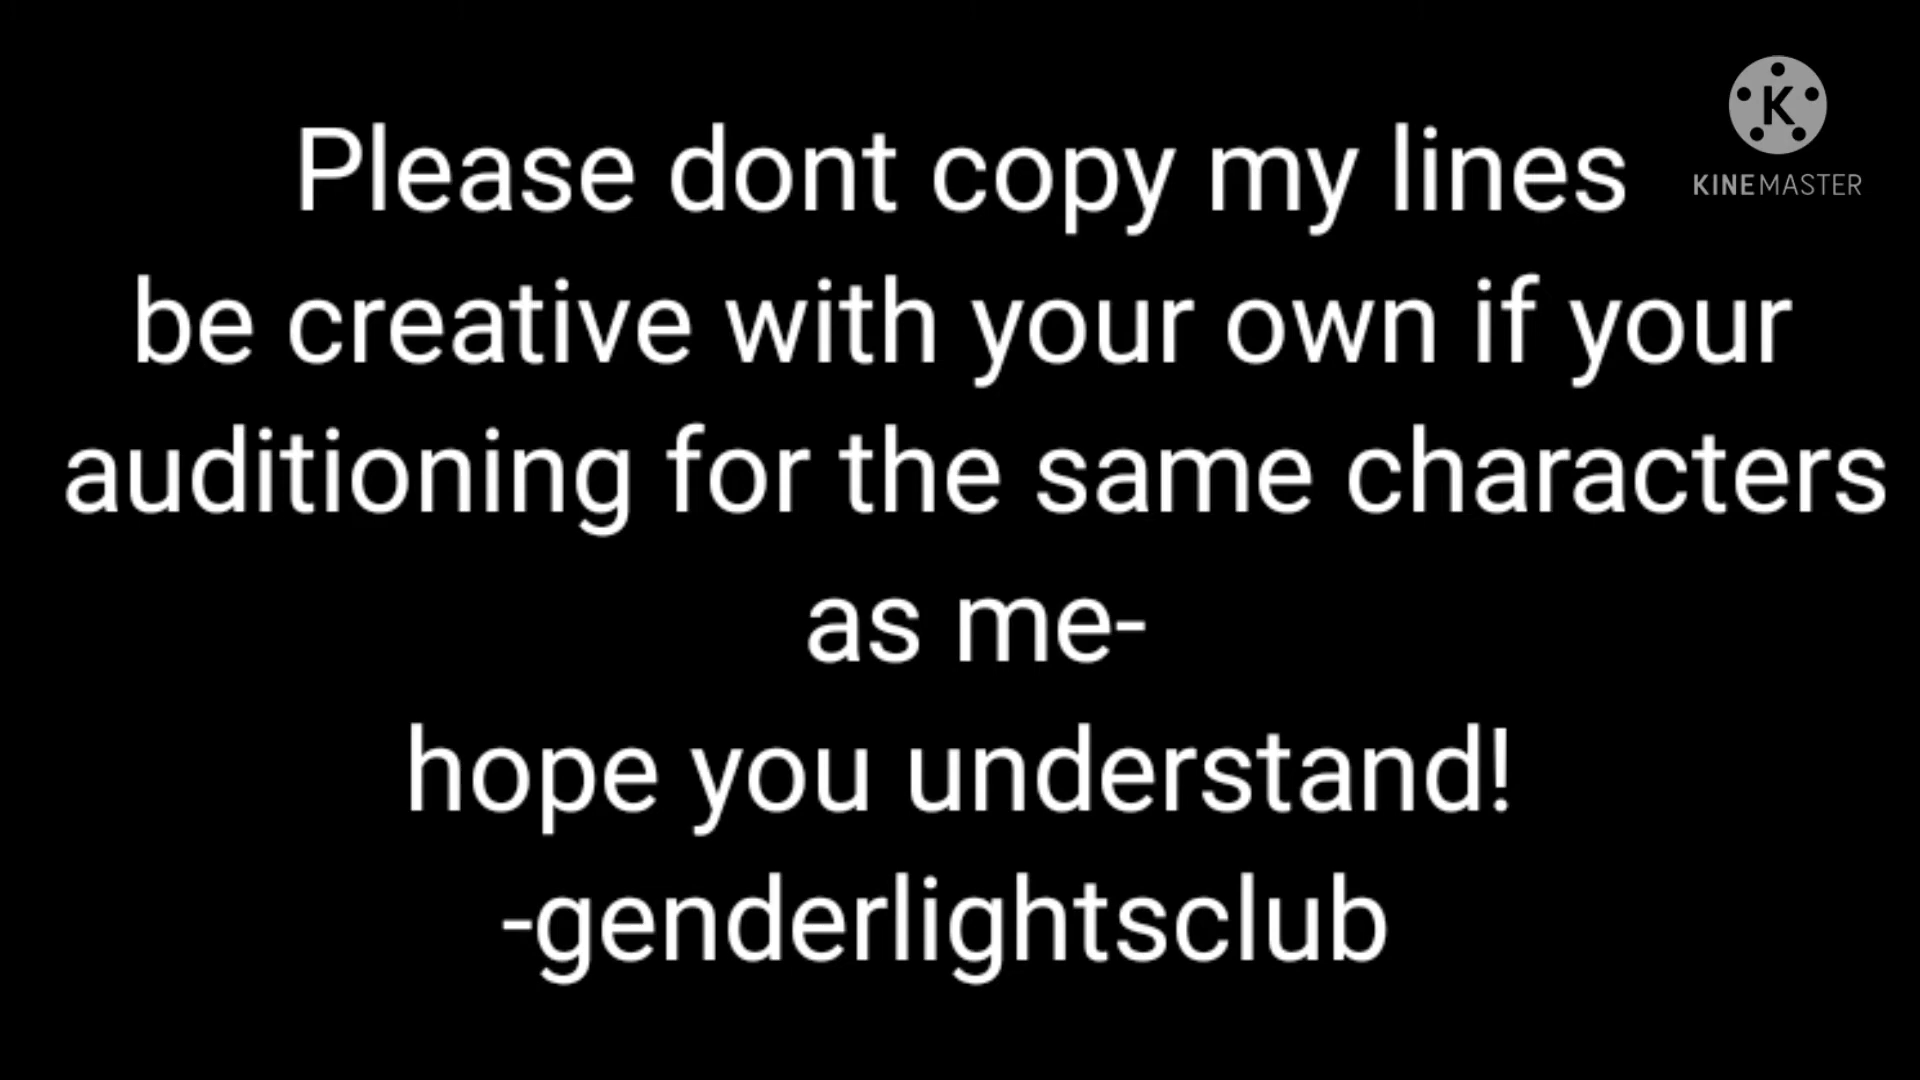 Please dont copy my lines
be creative with your own if your
auditioning for the same characters
as me-
hope you understand!
-genderlightsclub
K
KINEMASTER